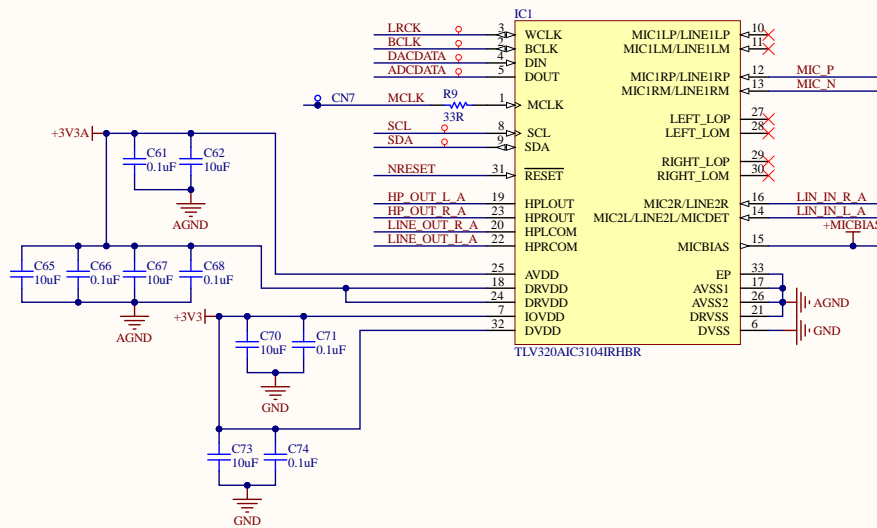 IC1
LRCK 3 WCLK MIC1LP/LINE1LP 10
BCLK 2 BCLK MIC1LM/LINE1LM 11
DACDATA 4 DIN
ADCDATA 5 DOUT MIC1RP/LINE1RP 12 MIC_P
MIC1RM/LINE1RM 13 MIC_N
CN7 MCLK R9 33R 1 MCLK
LEFT_LOP 27
SCL 8 SCL LEFT_LOM 28
SDA 9 SDA
RIGHT_LOP 29
NRESET 31 RESET RIGHT_LOM 30
HP_OUT_L_A 19 HPLOUT MIC2R/LINE2R 16 LIN_IN_R_A
HP_OUT_R_A 23 HPROUT MIC2L/LINE2L/MICDET 14 LIN_IN_L_A
LINE_OUT_R_A 20 HPLCOM +MICBIAS
LINE_OUT_L_A 22 HPRCOM MICBIAS 15
25 AVDD EP 33
18 DRVDD AVSS1 17
24 DRVDD AVSS2 26 AGND
7 IOVDD DRVSS 21
32 DVDD DVSS 6 GND
TLV320AIC3104IRHBR
+3V3A
C61 C62
0.1uF 10uF
AGND
C65 C66 C67 C68
10uF 0.1uF 10uF 0.1uF
AGND
+3V3
C70 C71
10uF 0.1uF
GND
C73 C74
10uF 0.1uF
GND